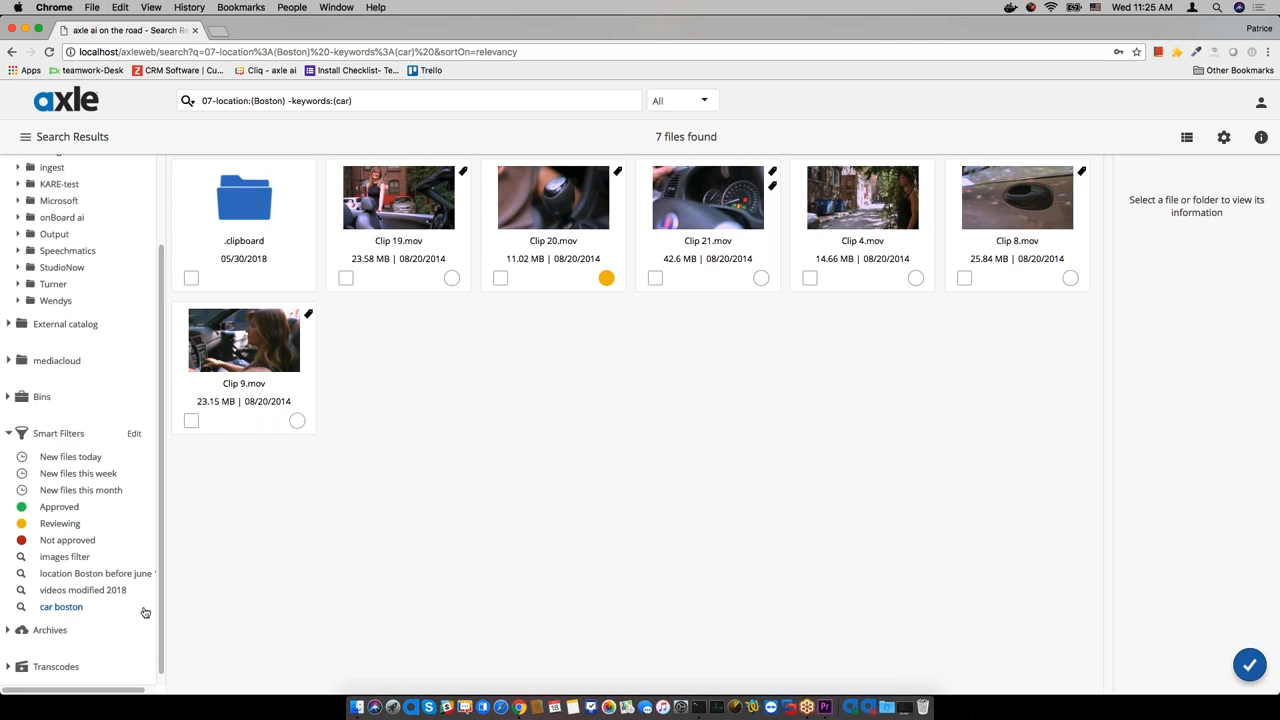 Chrome File Edit View History Bookmarks People Window Help Wed 11:25 AM
axle ai on the road - Search Re
Patrice
localhost/axleweb/search?q=07-location%3A(Boston)%20-keywords%3A(car)%20&sortOn=relevancy
Apps teamwork-Desk CRM Software | Cu... Cliq - axle ai Install Checklist- Te... Trello Other Bookmarks
axle
07-location:(Boston) -keywords:(car)
All
Search Results
7 files found
ingest
KARE-test
Microsoft
onBoard ai
Output
Speechmatics
StudioNow
Turner
Wendys
External catalog
mediacloud
Bins
Smart Filters Edit
New files today
New files this week
New files this month
Approved
Reviewing
Not approved
images filter
location Boston before june
videos modified 2018
car boston
Archives
Transcodes
.clipboard
05/30/2018
Clip 19.mov
23.58 MB | 08/20/2014
Clip 20.mov
11.02 MB | 08/20/2014
Clip 21.mov
42.6 MB | 08/20/2014
Clip 4.mov
14.66 MB | 08/20/2014
Clip 8.mov
25.84 MB | 08/20/2014
Clip 9.mov
23.15 MB | 08/20/2014
Select a file or folder to view its
information